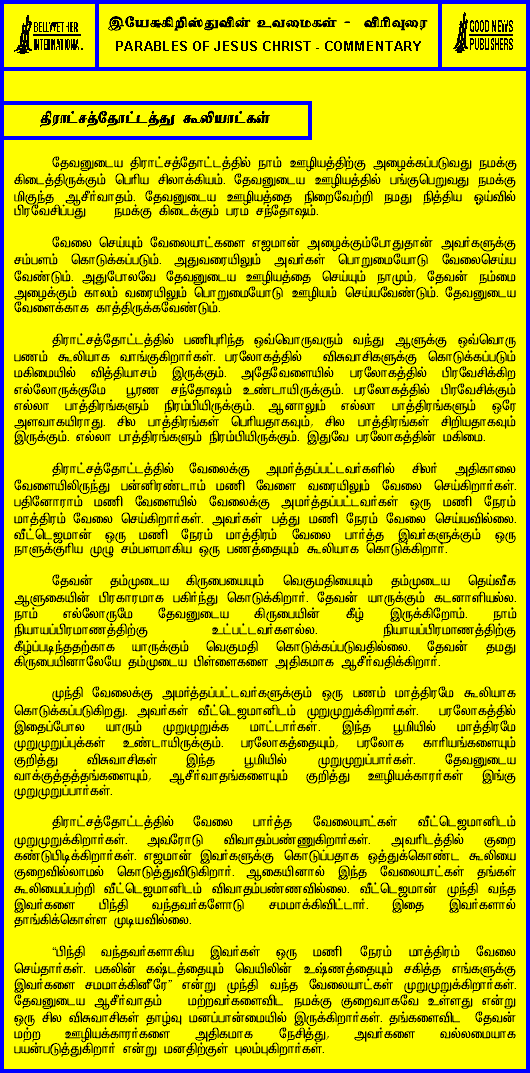 BELLWETHER
INTERNATIONAL
இயேசுகிறிஸ்துவின் உவமைகள் - விரிவுரை
PARABLES OF JESUS CHRIST - COMMENTARY
GOOD NEWS
PUBLISHERS
திராட்சத்தோட்டத்து கூலியாட்கள்
தேவனுடைய திராட்சத்தோட்டத்தில் நாம் ஊழியத்திற்கு அழைக்கப்படுவது நமக்கு
கிடைத்திருக்கும் பெரிய சிலாக்கியம். தேவனுடைய ஊழியத்தில் பங்குபெறுவது நமக்கு
மிகுந்த ஆசீர்வாதம். தேவனுடைய ஊழியத்தை நிறைவேற்றி நமது நித்திய ஓய்வில்
பிரவேசிப்பது நமக்கு கிடைக்கும் பரம சந்தோஷம்.
வேலை செய்யும் வேலையாட்களை எஜமான் அழைக்கும்போதுதான் அவர்களுக்கு
சம்பளம் கொடுக்கப்படும். அதுவரையிலும் அவர்கள் பொறுமையோடு வேலைசெய்ய
வேண்டும். அதுபோலவே தேவனுடைய ஊழியத்தை செய்யும் நாமும், தேவன் நம்மை
அழைக்கும் காலம் வரையிலும் பொறுமையோடு ஊழியம் செய்யவேண்டும். தேவனுடைய
வேளைக்காக காத்திருக்கவேண்டும்.
திராட்சத்தோட்டத்தில் பணிபுரிந்த ஒவ்வொருவரும் வந்து ஆளுக்கு ஒவ்வொரு
பணம் கூலியாக வாங்குகிறார்கள். பரலோகத்தில் விசுவாசிகளுக்கு கொடுக்கப்படும்
மகிமையில் வித்தியாசம் இருக்கும். அதேவேளையில் பரலோகத்தில் பிரவேசிக்கிற
எல்லோருக்குமே பூரண சந்தோஷம் உண்டாயிருக்கும். பரலோகத்தில் பிரவேசிக்கும்
எல்லா பாத்திரங்களும் நிரம்பியிருக்கும். ஆனாலும் எல்லா பாத்திரங்களும் ஒரே
அளவாகயிராது. சில பாத்திரங்கள் பெரியதாகவும், சில பாத்திரங்கள் சிறியதாகவும்
இருக்கும். எல்லா பாத்திரங்களும் நிரம்பியிருக்கும். இதுவே பரலோகத்தின் மகிமை.
திராட்சத்தோட்டத்தில் வேலைக்கு அமர்த்தப்பட்டவர்களில் சிலர் அதிகாலை
வேளையிலிருந்து பன்னிரண்டாம் மணி வேளை வரையிலும் வேலை செய்கிறார்கள்.
பதினோராம் மணி வேளையில் வேலைக்கு அமர்த்தப்பட்டவர்கள் ஒரு மணி நேரம்
மாத்திரம் வேலை செய்கிறார்கள். அவர்கள் பத்து மணி நேரம் வேலை செய்யவில்லை.
வீட்டெஜமான் ஒரு மணி நேரம் மாத்திரம் வேலை பார்த்த இவர்களுக்கும் ஒரு
நாளுக்குரிய முழு சம்பளமாகிய ஒரு பணத்தையும் கூலியாக கொடுக்கிறார்.
தேவன் தம்முடைய கிருபையையும் வெகுமதியையும் தம்முடைய தெய்வீக
ஆளுகையின் பிரகாரமாக பகிர்ந்து கொடுக்கிறார். தேவன் யாருக்கும் கடனாளியல்ல.
நாம் எல்லோருமே தேவனுடைய கிருபையின் கீழ் இருக்கிறோம். நாம்
நியாயப்பிரமாணத்திற்கு உட்பட்டவர்களல்ல. நியாயப்பிரமாணத்திற்கு
கீழ்ப்படிந்ததற்காக யாருக்கும் வெகுமதி கொடுக்கப்படுவதில்லை. தேவன் தமது
கிருபையினாலேயே தம்முடைய பிள்ளைகளை அதிகமாக ஆசீர்வதிக்கிறார்.
முந்தி வேலைக்கு அமர்த்தப்பட்டவர்களுக்கும் ஒரு பணம் மாத்திரமே கூலியாக
கொடுக்கப்படுகிறது. அவர்கள் வீட்டெஜமானிடம் முறுமுறுக்கிறார்கள். பரலோகத்தில்
இதைப்போல யாரும் முறுமுறுக்க மாட்டார்கள். இந்த பூமியில் மாத்திரமே
முறுமுறுப்புக்கள் உண்டாயிருக்கும். பரலோகத்தையும், பரலோக காரியங்களையும்
குறித்து விசுவாசிகள் இந்த பூமியில் முறுமுறுப்பார்கள். தேவனுடைய
வாக்குத்தத்தங்களையும், ஆசீர்வாதங்களையும் குறித்து ஊழியக்காரர்கள் இங்கு
முறுமுறுப்பார்கள்.
திராட்சத்தோட்டத்தில் வேலை பார்த்த வேலையாட்கள் வீட்டெஜமானிடம்
முறுமுறுக்கிறார்கள். அவரோடு விவாதம்பண்ணுகிறார்கள். அவரிடத்தில் குறை
கண்டுபிடிக்கிறார்கள். எஜமான் இவர்களுக்கு கொடுப்பதாக ஒத்துக்கொண்ட கூலியை
குறைவில்லாமல் கொடுத்துவிடுகிறார். ஆகையினால் இந்த வேலையாட்கள் தங்கள்
கூலியைப்பற்றி வீட்டெஜமானிடம் விவாதம்பண்ணவில்லை. வீட்டெஜமான் முந்தி வந்த
இவர்களை பிந்தி வந்தவர்களோடு சமமாக்கிவிட்டார். இதை இவர்களால்
தாங்கிக்கொள்ள முடியவில்லை.
"பிந்தி வந்தவர்களாகிய இவர்கள் ஒரு மணி நேரம் மாத்திரம் வேலை
செய்தார்கள். பகலின் கஷ்டத்தையும் வெயிலின் உஷ்ணத்தையும் சகித்த எங்களுக்கு
இவர்களை சமமாக்கினீரே" என்று முந்தி வந்த வேலையாட்கள் முறுமுறுக்கிறார்கள்.
தேவனுடைய ஆசீர்வாதம் மற்றவர்களைவிட நமக்கு குறைவாகவே உள்ளது என்று
ஒரு சில விசுவாசிகள் தாழ்வு மனப்பான்மையில் இருக்கிறார்கள். தங்களைவிட தேவன்
மற்ற ஊழியக்காரர்களை அதிகமாக நேசித்து, அவர்களை வல்லமையாக
பயன்படுத்துகிறார் என்று மனதிற்குள் புலம்புகிறார்கள்.